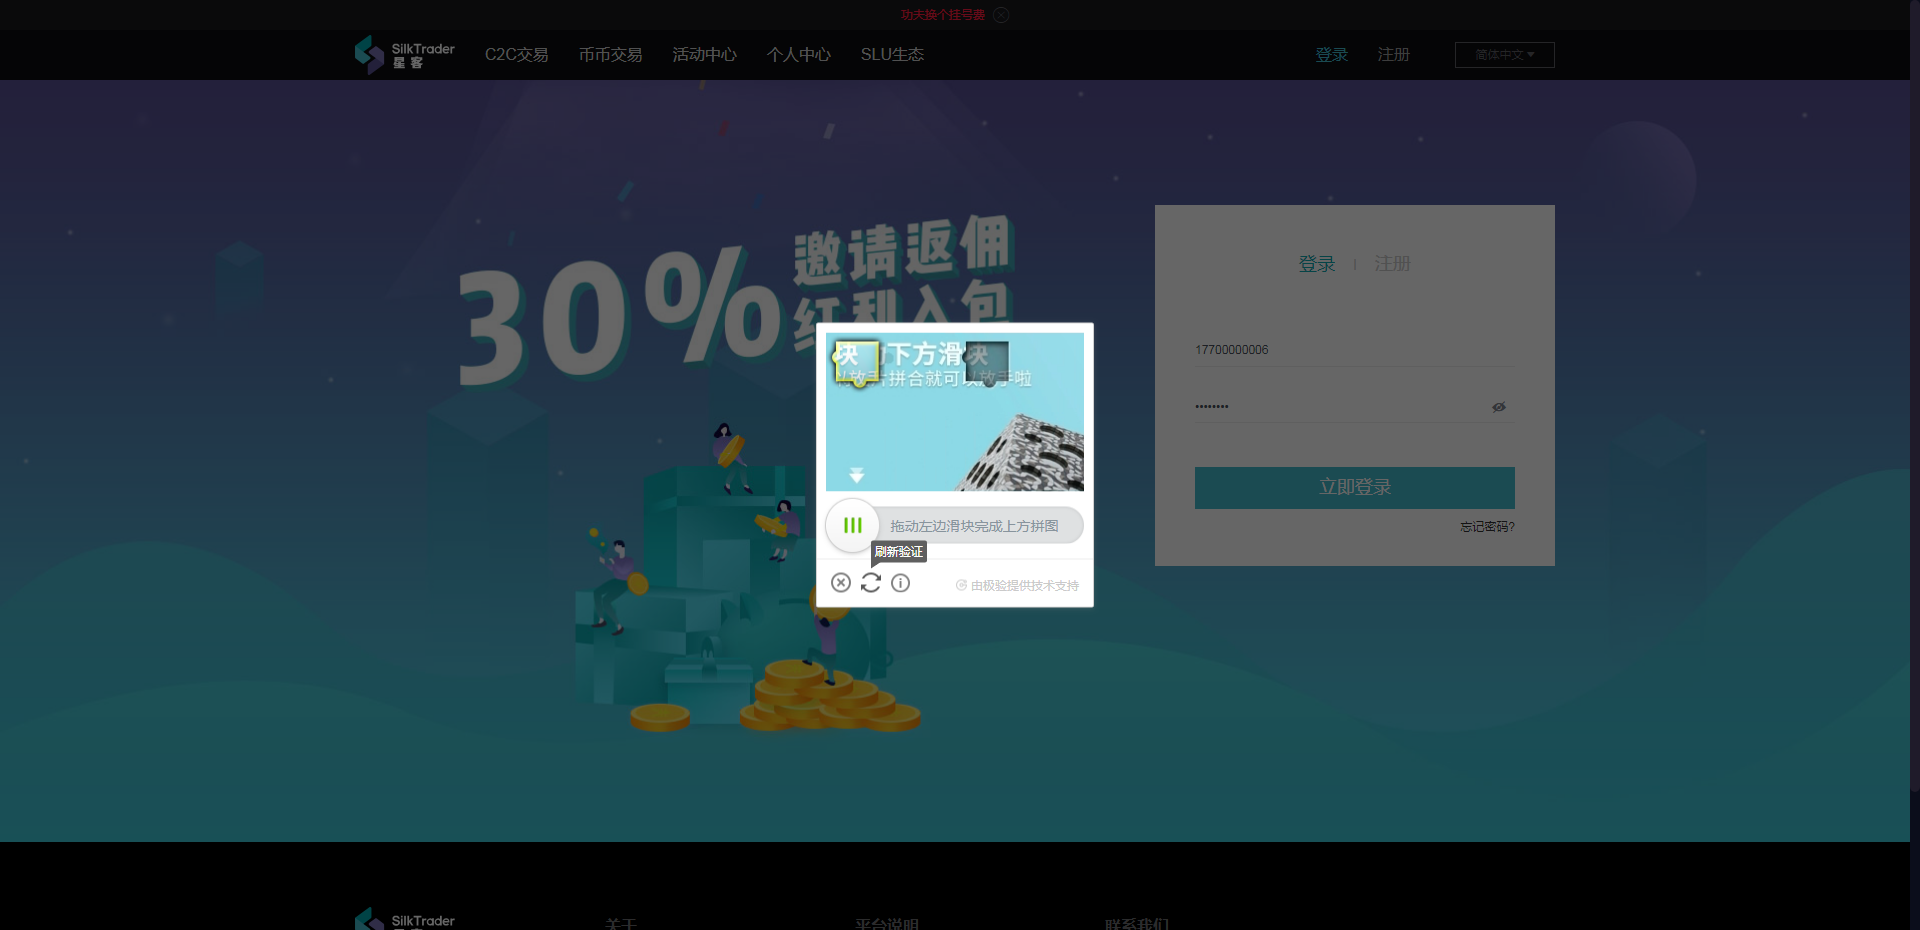 功夫换个挂号费
SilkTrader
星客
C2C交易
币币交易
活动中心
个人中心
SLU生态
登录
注册
简体中文
30%
邀请返佣
红利入包
登录
注册
17700000006
••••••••
立即登录
忘记密码?
块
下方滑块
拼合就可以放手啦
拖动左边滑块完成上方拼图
刷新验证
由极验提供技术支持
SilkTrader
关于
平台说明
联系我们